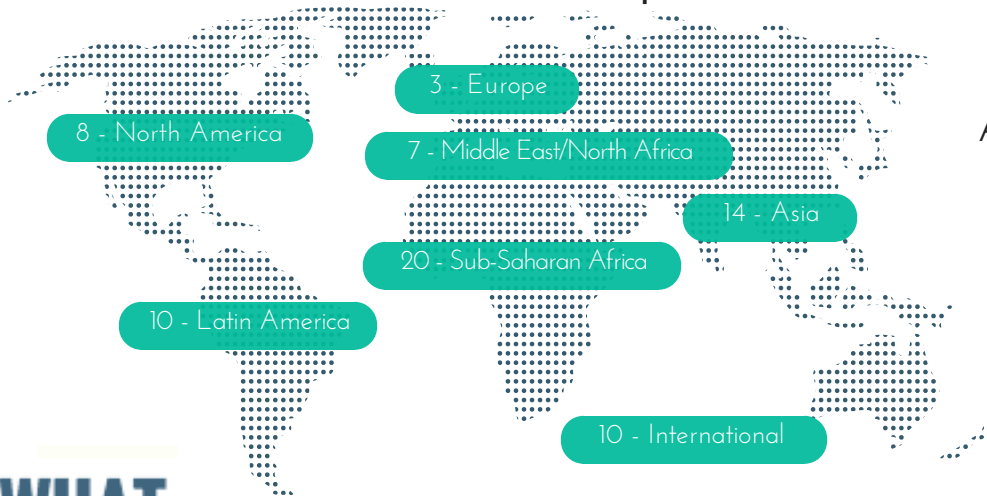 3 - Europe
8 - North America
7 - Middle East/North Africa
14 - Asia
20 - Sub-Saharan Africa
10 - Latin America
10 - International
WHAT